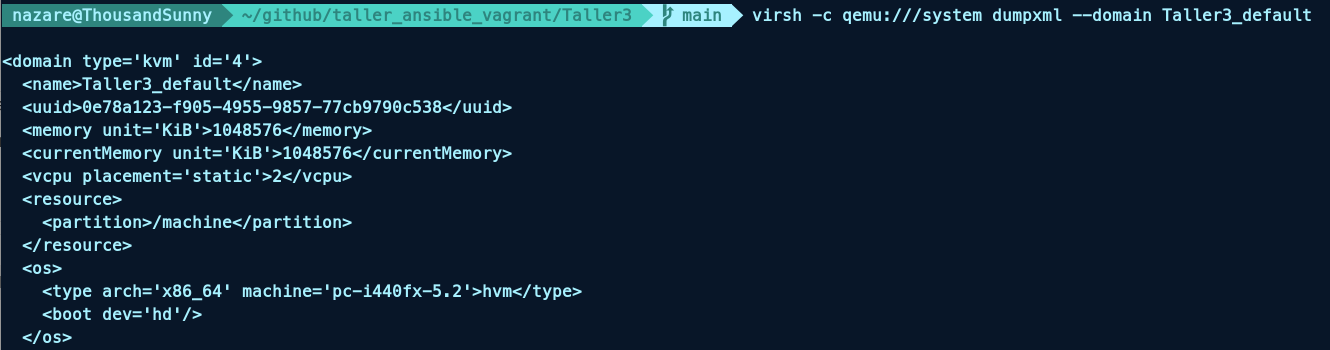 nazare@ThousandSunny ~/github/taller_ansible_vagrant/Taller3 main virsh -c qemu:///system dumpxml --domain Taller3_default
<domain type='kvm' id='4'>
  <name>Taller3_default</name>
  <uuid>0e78a123-f905-4955-9857-77cb9790c538</uuid>
  <memory unit='KiB'>1048576</memory>
  <currentMemory unit='KiB'>1048576</currentMemory>
  <vcpu placement='static'>2</vcpu>
  <resource>
    <partition>/machine</partition>
  </resource>
  <os>
    <type arch='x86_64' machine='pc-i440fx-5.2'>hvm</type>
    <boot dev='hd'/>
  </os>